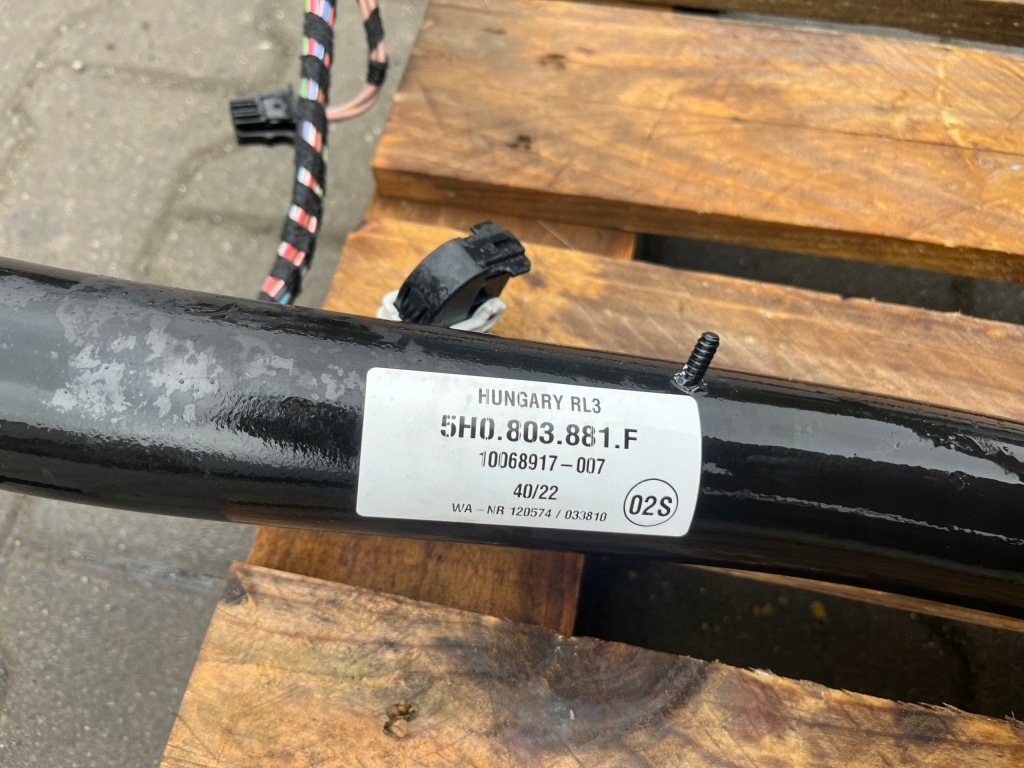 HUNGARY RL3
5H0.803.881.F
10068917-007
40/22
WA - NR 120574 / 033810
02S